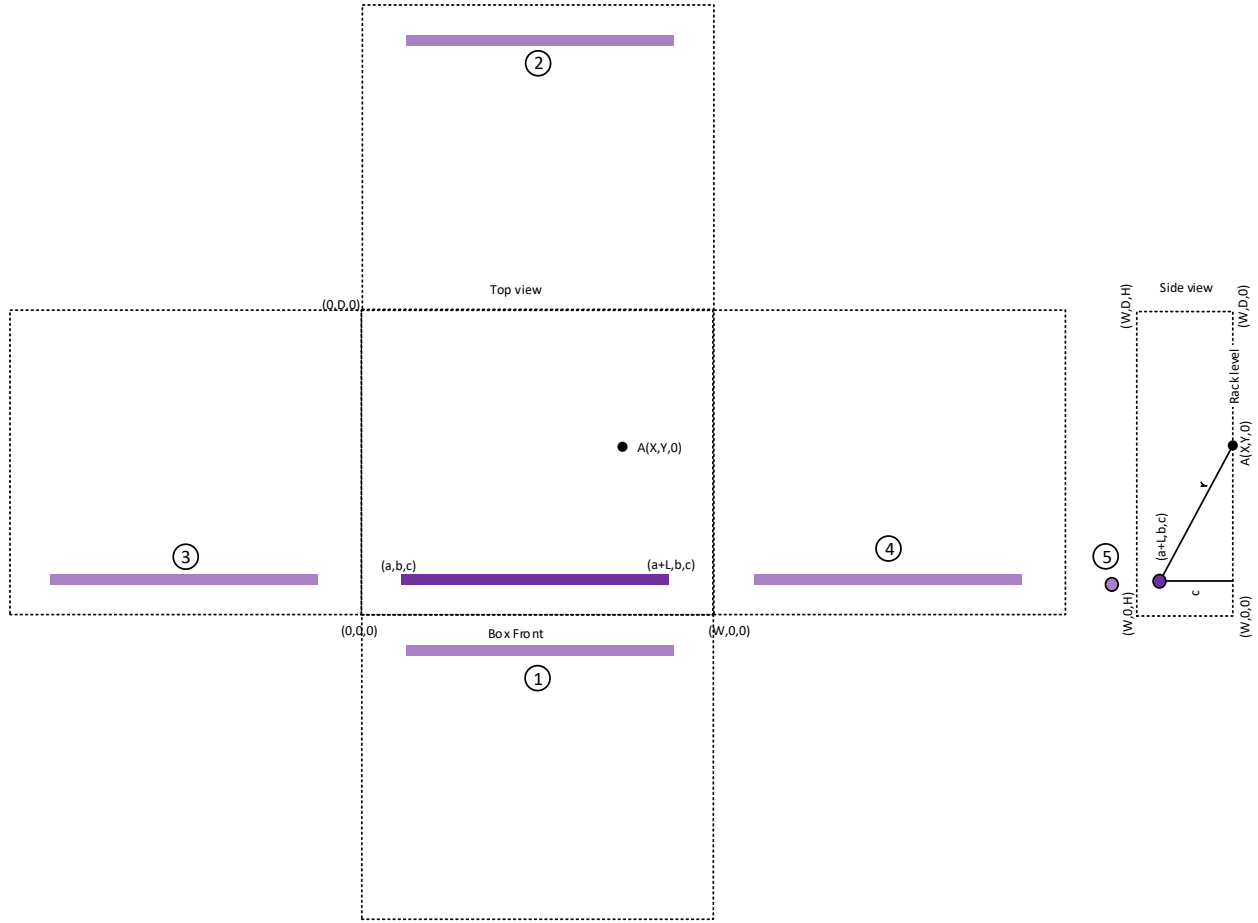 2
Top view
(0,D,0)
A(X,Y,0)
3
4
(a,b,c)
(a+L,b,c)
(0,0,0)
Box Front
(W,0,0)
1
Side view
(W,D,H)
(W,D,0)
Rack level
A(X,Y,0)
r
(a+L,b,c)
5
c
(W,0,H)
(W,0,0)